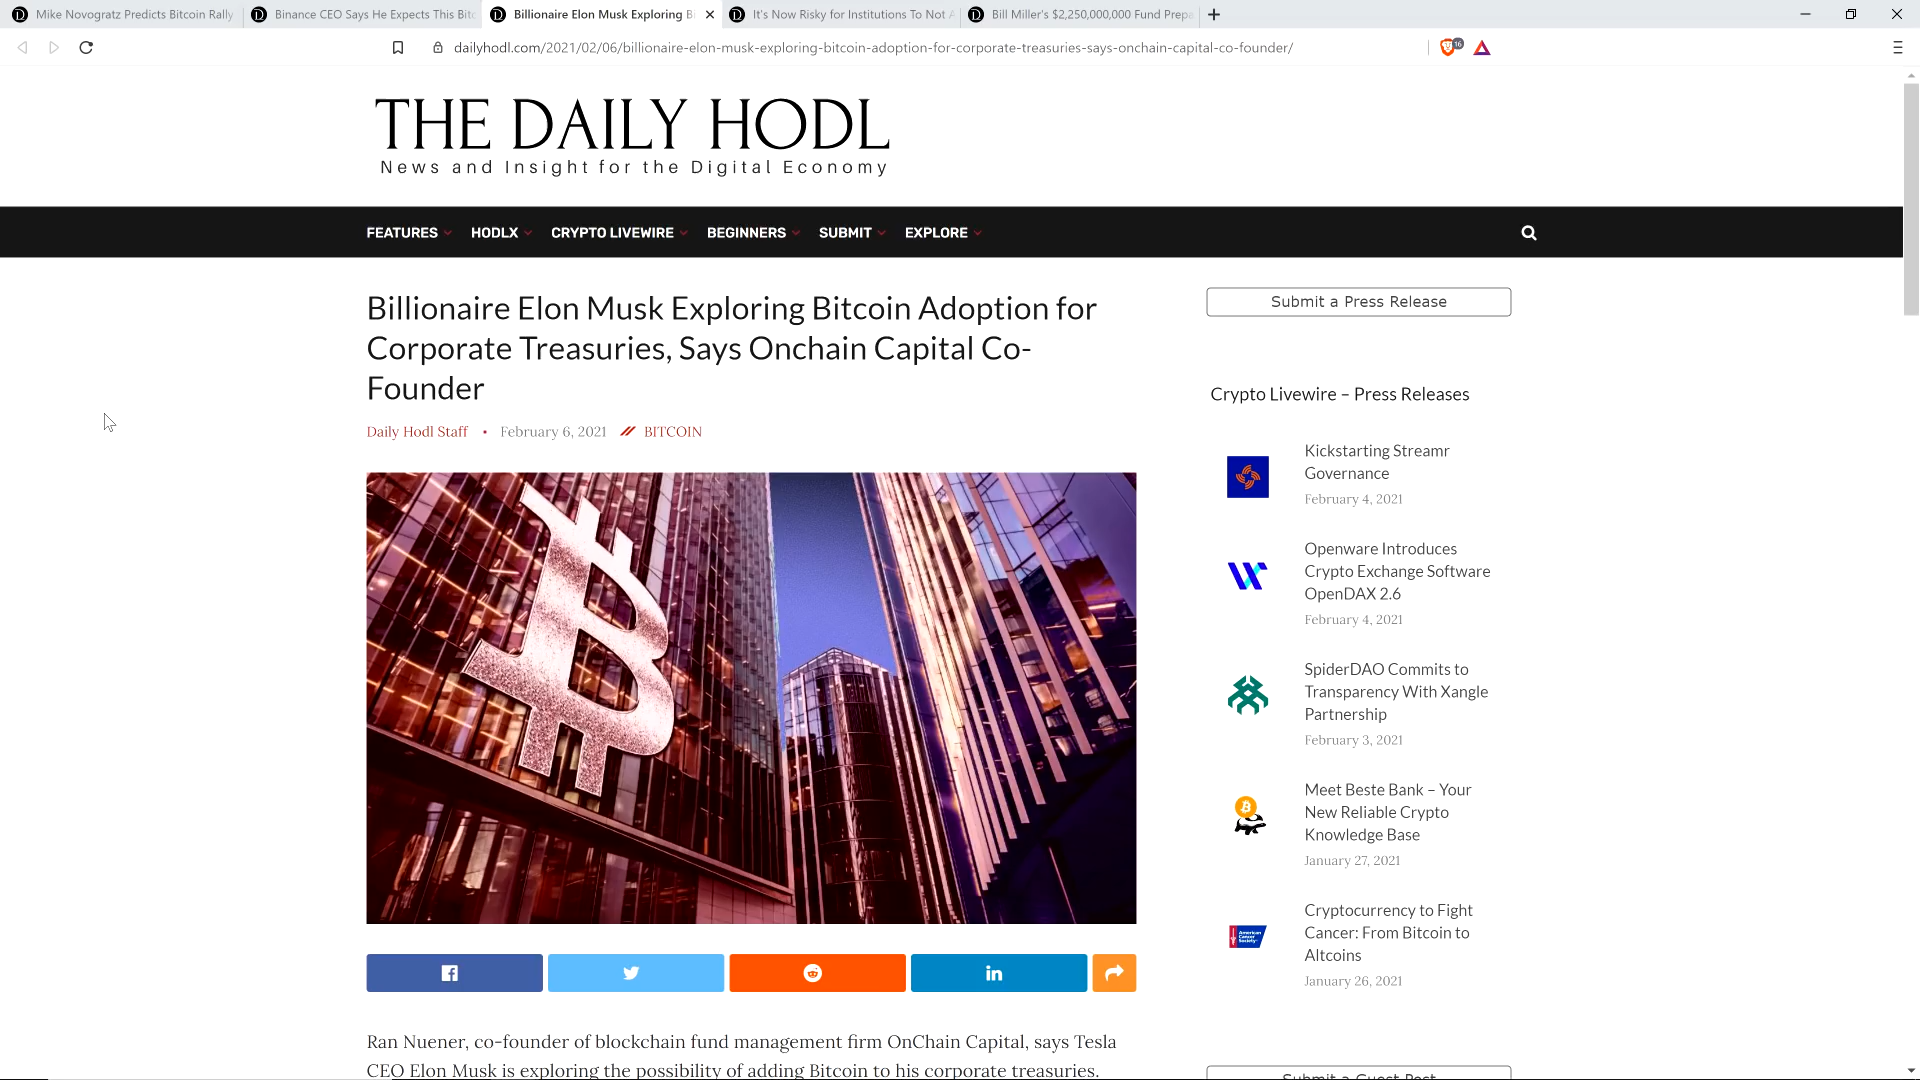 Mike Novogratz Predicts Bitcoin Rally
Binance CEO Says He Expects This Bitc
Billionaire Elon Musk Exploring B
It's Now Risky for Institutions To Not A
Bill Miller's $2,250,000,000 Fund Prepa
dailyhodl.com/2021/02/06/billionaire-elon-musk-exploring-bitcoin-adoption-for-corporate-treasuries-says-onchain-capital-co-founder/
16
THE DAILY HODL
News and Insight for the Digital Economy
FEATURES HODLX CRYPTO LIVEWIRE BEGINNERS SUBMIT EXPLORE
Billionaire Elon Musk Exploring Bitcoin Adoption for
Corporate Treasuries, Says Onchain Capital Co-
Founder
Daily Hodl Staff • February 6, 2021 BITCOIN
Ran Nuener, co-founder of blockchain fund management firm OnChain Capital, says Tesla
CEO Elon Musk is exploring the possibility of adding Bitcoin to his corporate treasuries.
Submit a Press Release
Crypto Livewire – Press Releases
Kickstarting Streamr
Governance
February 4, 2021
Openware Introduces
Crypto Exchange Software
OpenDAX 2.6
February 4, 2021
SpiderDAO Commits to
Transparency With Xangle
Partnership
February 3, 2021
Meet Beste Bank – Your
New Reliable Crypto
Knowledge Base
January 27, 2021
American
Cancer
Society
Cryptocurrency to Fight
Cancer: From Bitcoin to
Altcoins
January 26, 2021
Submit a Guest Post